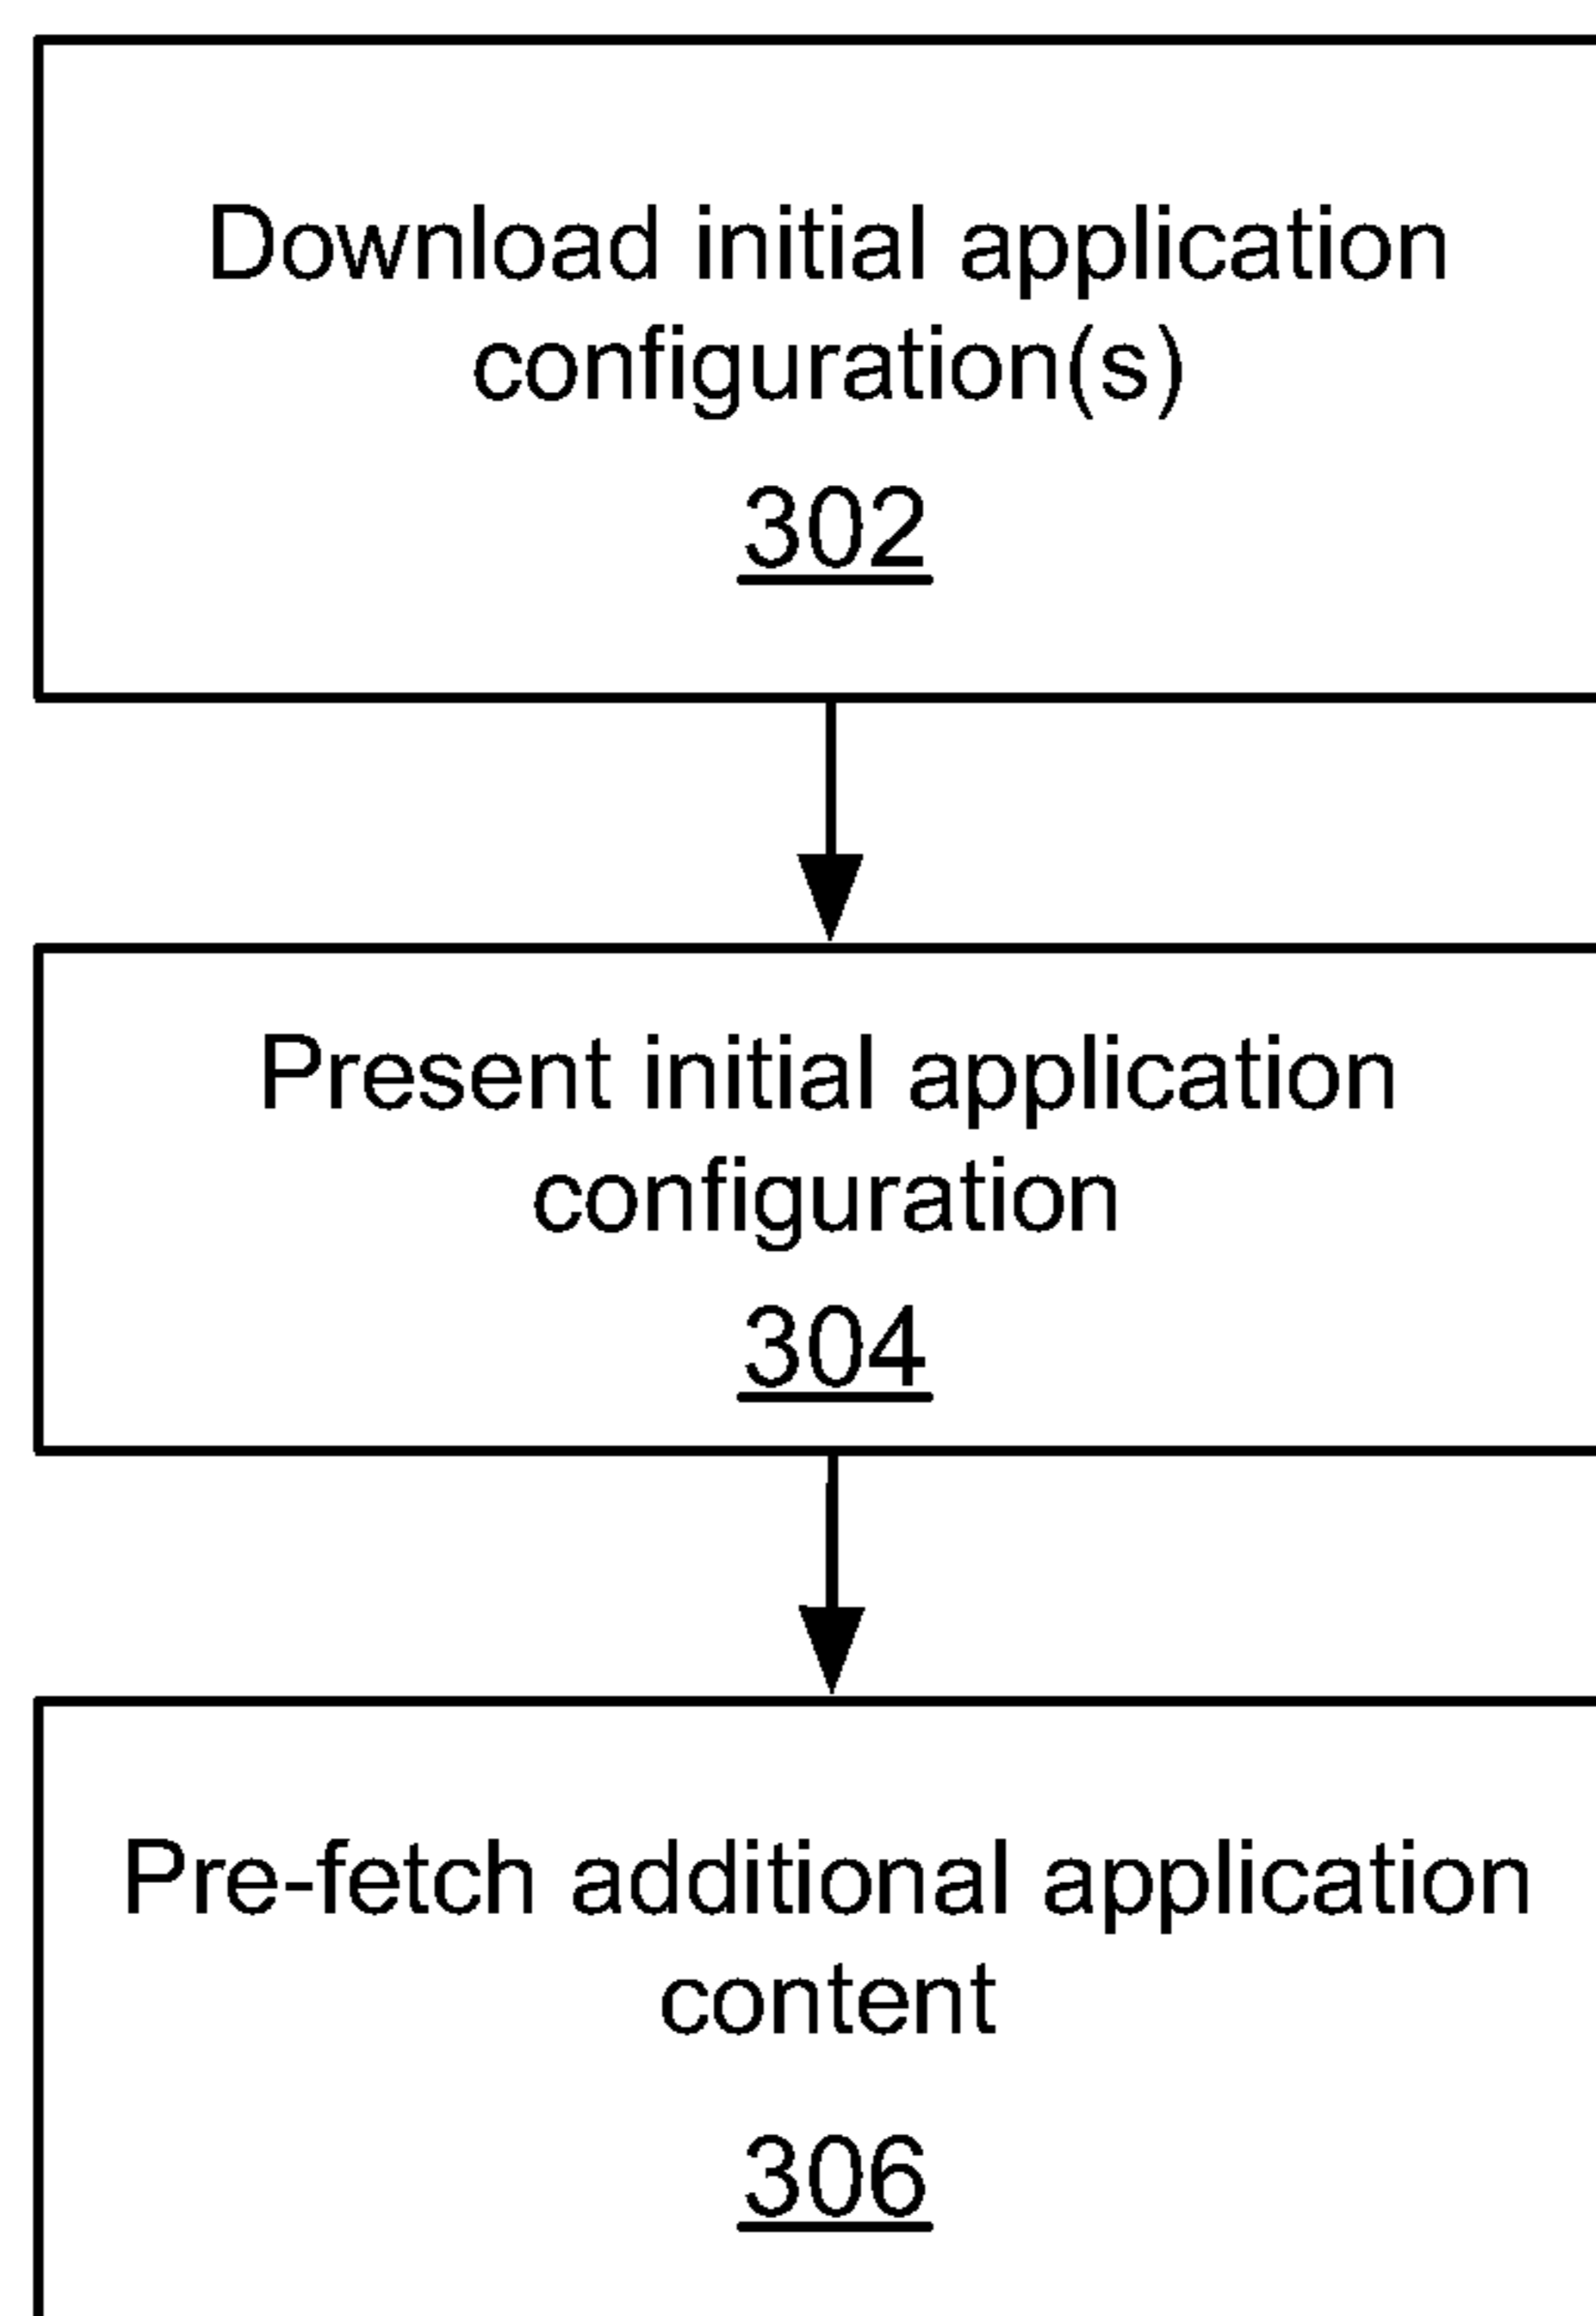 Download initial application
configuration(s)
302
Present initial application
configuration
304
Pre-fetch additional application
content
306